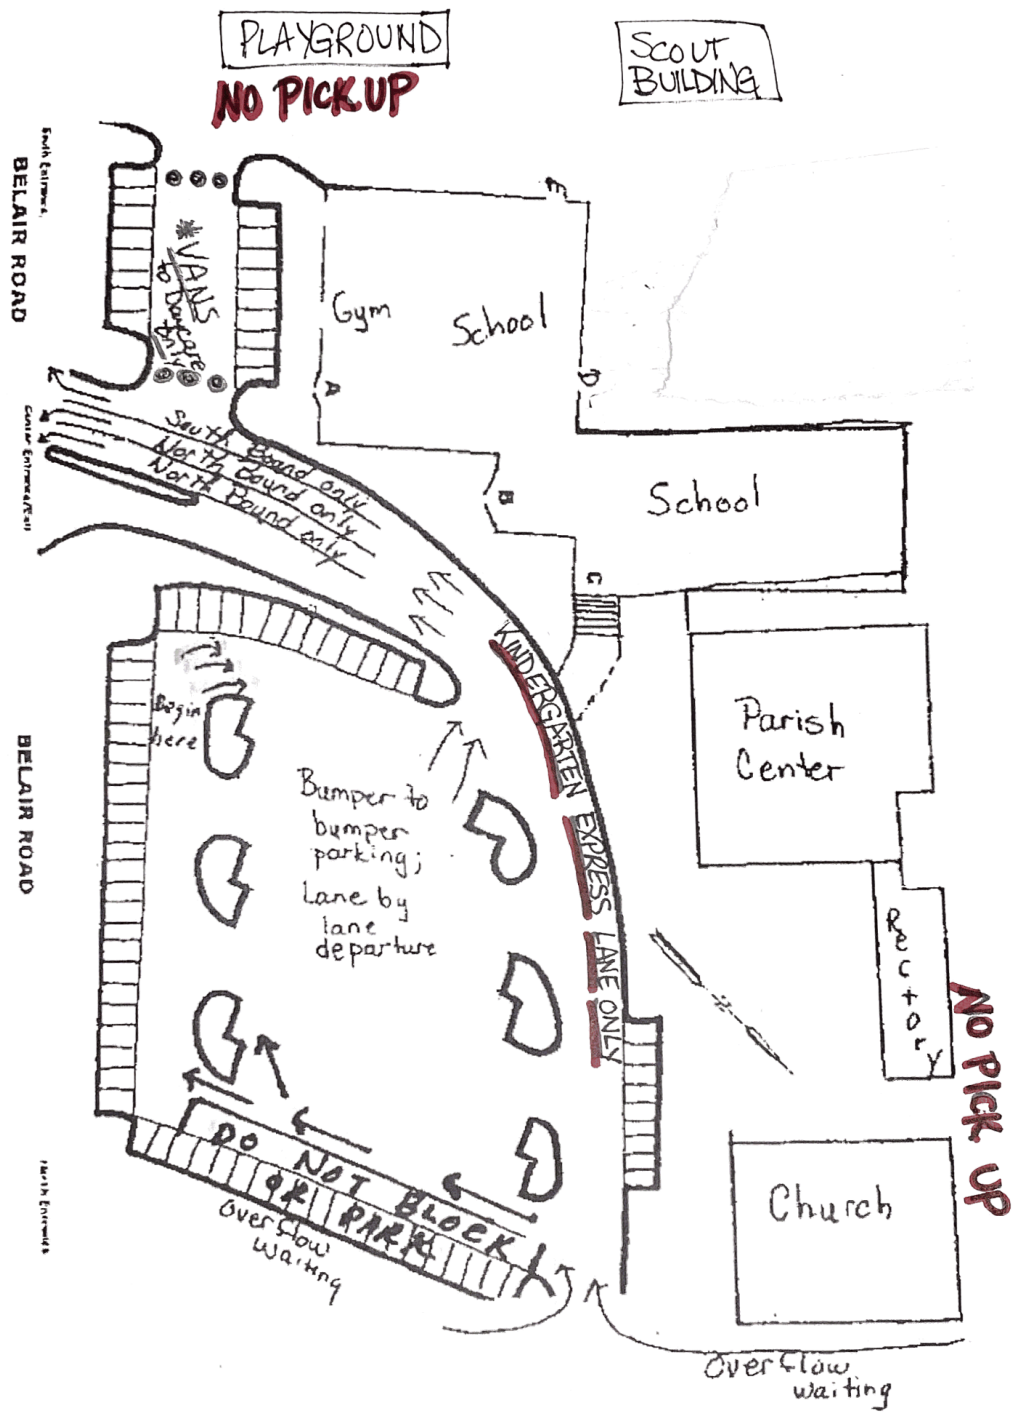 PLAYGROUND
NO PICK UP
SCOUT
BUILDING
South Entrance
BELAIR ROAD
*VANS
to Daycare
only
Gym
School
E
D
A
B
C
School
South Bound only
North Bound only
North Bound only
KINDERGARTEN EXPRESS LANE ONLY
Begin
here
Bumper to
bumper
parking;
Lane by
lane
departure
Parish
Center
BELAIR ROAD
Rectory
NO PICK UP
North Entrance
DO NOT BLOCK
OR PARK!
Overflow
waiting
Church
Overflow
waiting